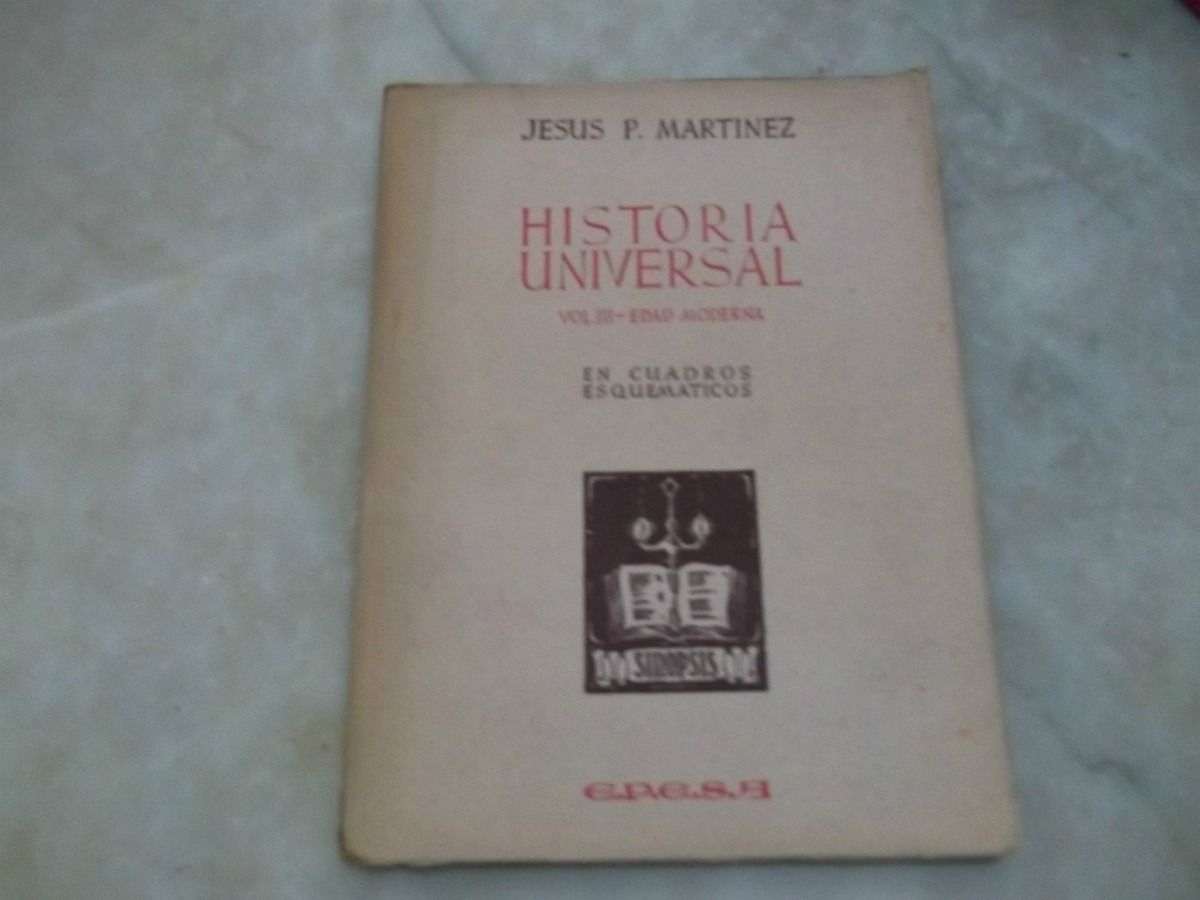 JESUS P. MARTINEZ
HISTORIA
UNIVERSAL
VOL. III - EDAD MODERNA
EN CUADROS
ESQUEMATICOS
SINOPSIS
E.P.E.S.A